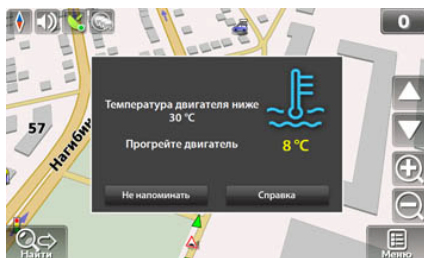 0
Температура двигателя ниже
30 °C
Прогрейте двигатель
8 °C
57
Нагибин
Не напоминать
Справка
Найти
Меню